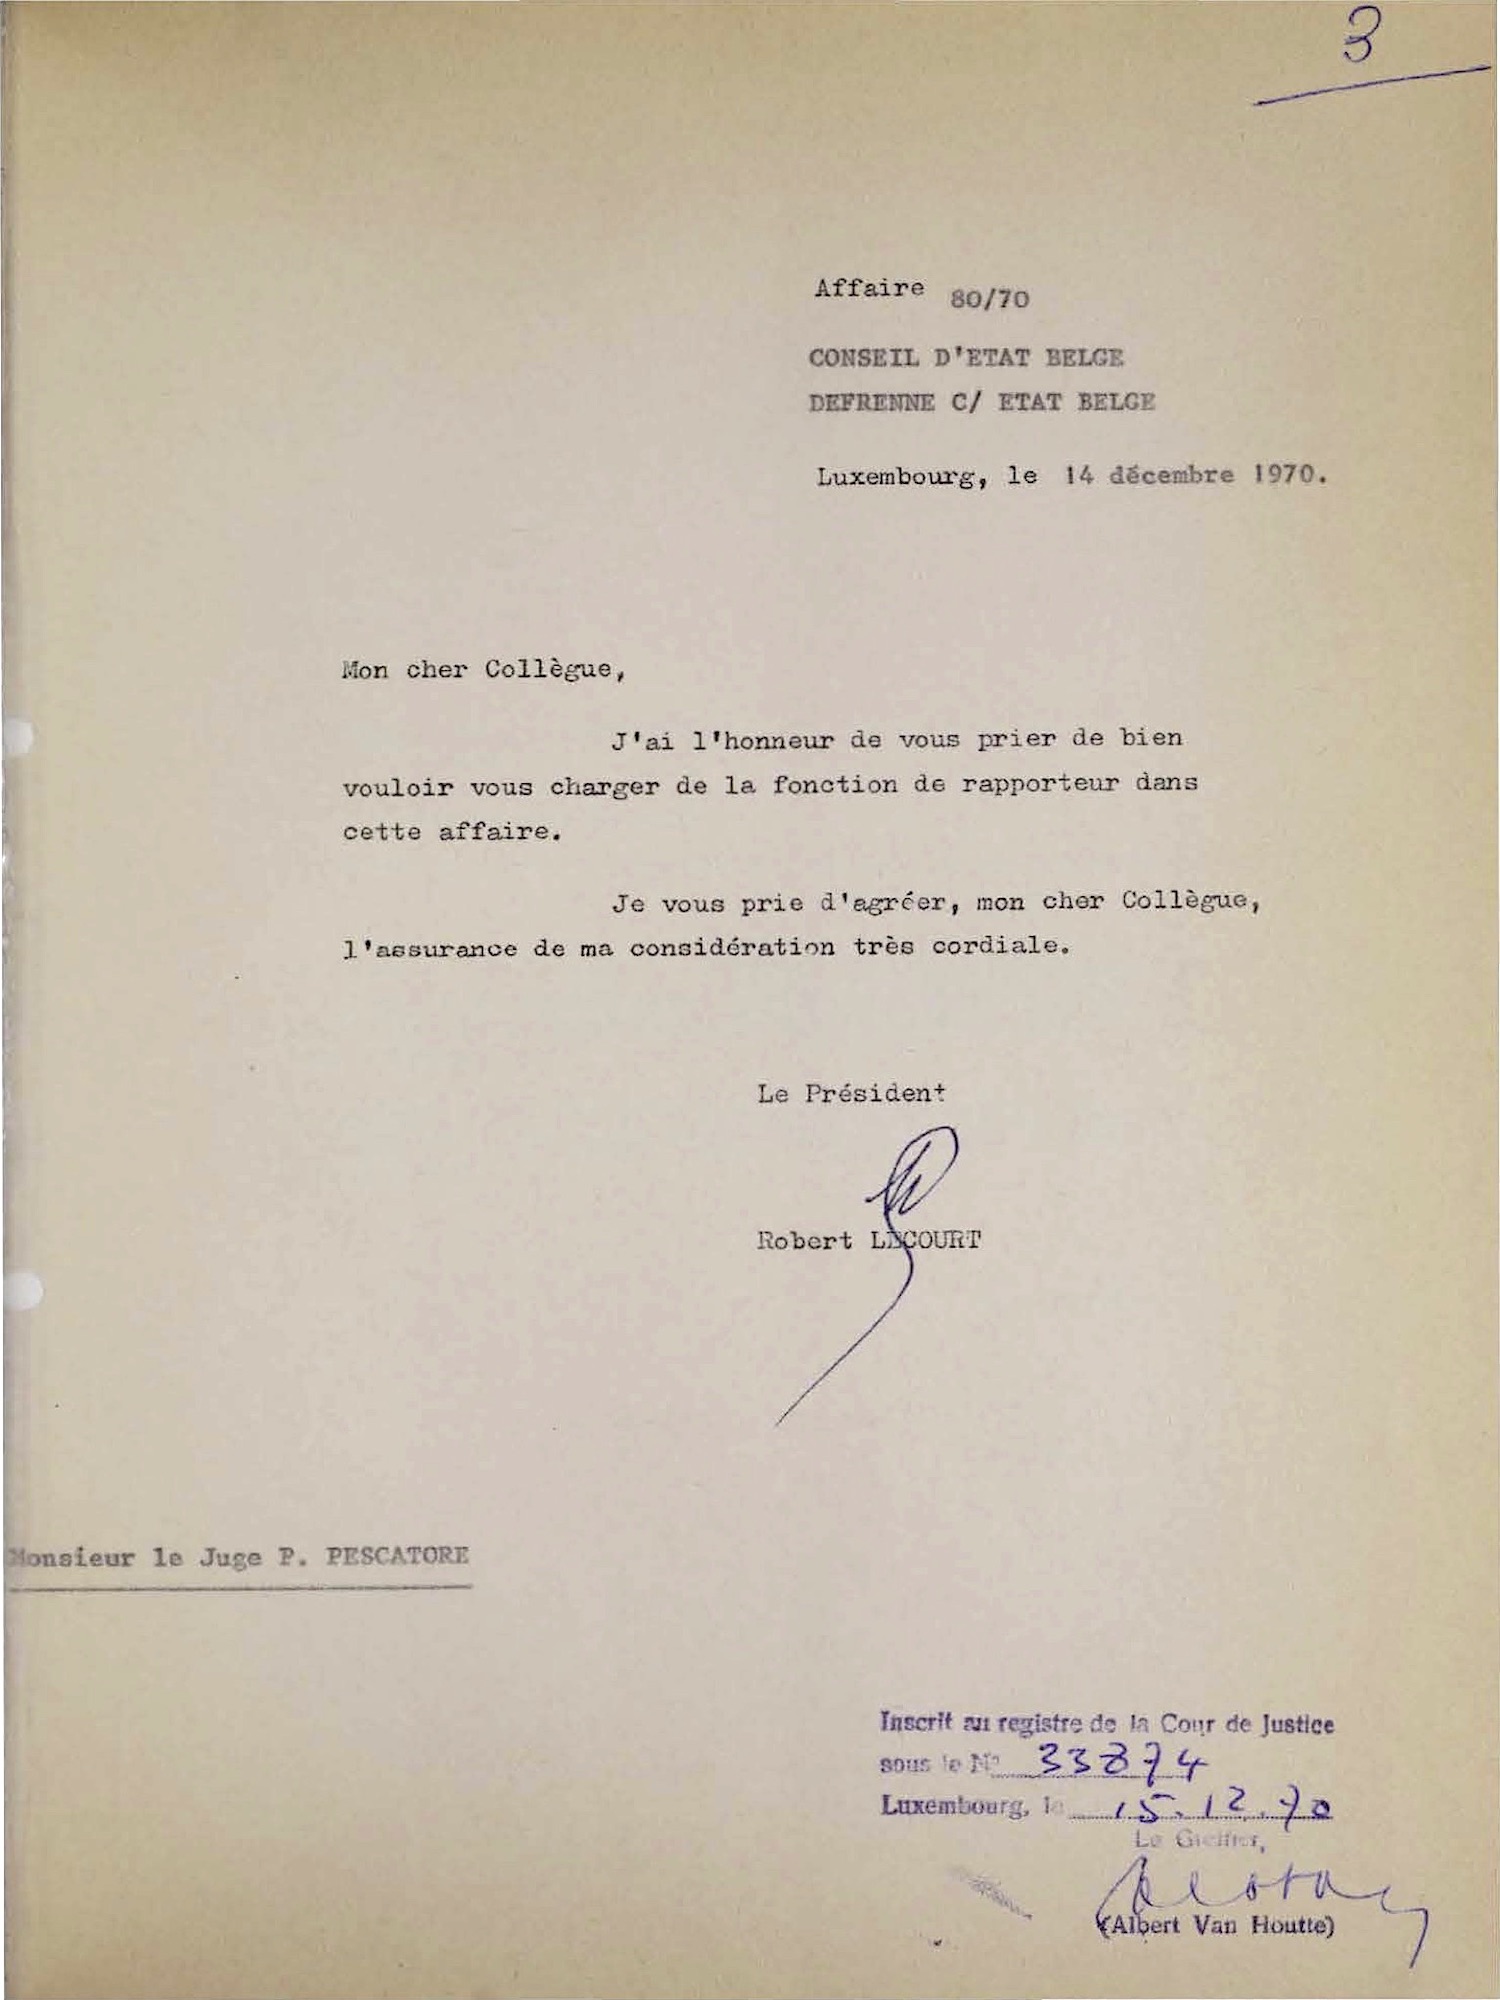 3
Affaire 80/70
CONSEIL D'ETAT BELGE
DEFRENNE C/ ETAT BELGE
Luxembourg, le 14 décembre 1970.
Mon cher Collègue,
J'ai l'honneur de vous prier de bien
vouloir vous charger de la fonction de rapporteur dans
cette affaire.
Je vous prie d'agréer, mon cher Collègue,
l'assurance de ma considération très cordiale.
Le Président
Robert LECOURT
Monsieur le Juge P. PESCATORE
Inscrit au registre de la Cour de Justice
sous le N° 33874
Luxembourg, le 15.12.70
Le Greffier,
(Albert Van Houtte)